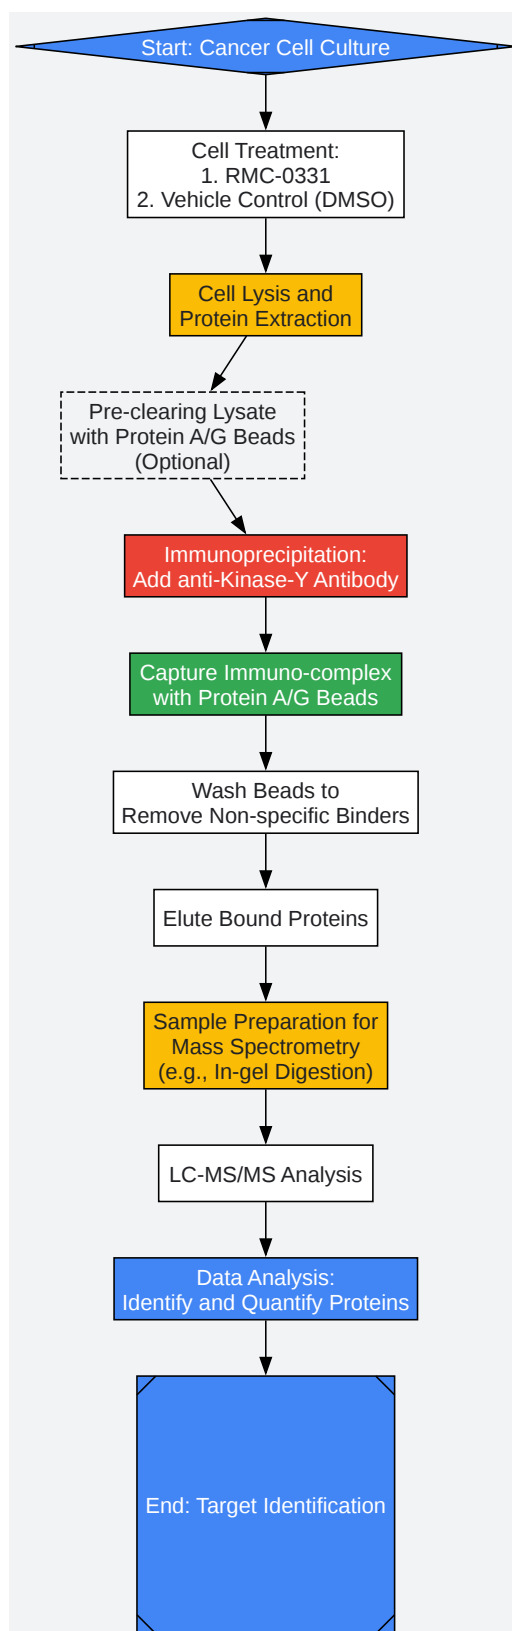 Start: Cancer Cell Culture
Cell Treatment:
1. RMC-0331
2. Vehicle Control (DMSO)
Cell Lysis and
Protein Extraction
Pre-clearing Lysate
with Protein A/G Beads
(Optional)
Immunoprecipitation:
Add anti-Kinase-Y Antibody
Capture Immuno-complex
with Protein A/G Beads
Wash Beads to
Remove Non-specific Binders
Elute Bound Proteins
Sample Preparation for
Mass Spectrometry
(e.g., In-gel Digestion)
LC-MS/MS Analysis
Data Analysis:
Identify and Quantify Proteins
End: Target Identification